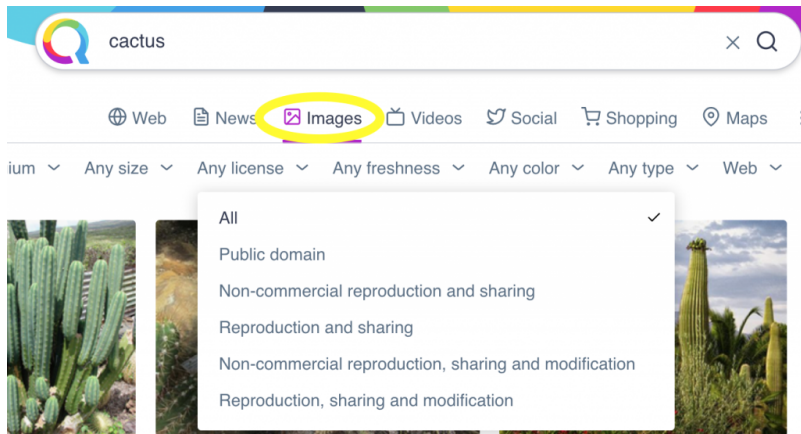 cactus
Web News Images Videos Social Shopping Maps
ium Any size Any license Any freshness Any color Any type Web
All
Public domain
Non-commercial reproduction and sharing
Reproduction and sharing
Non-commercial reproduction, sharing and modification
Reproduction, sharing and modification